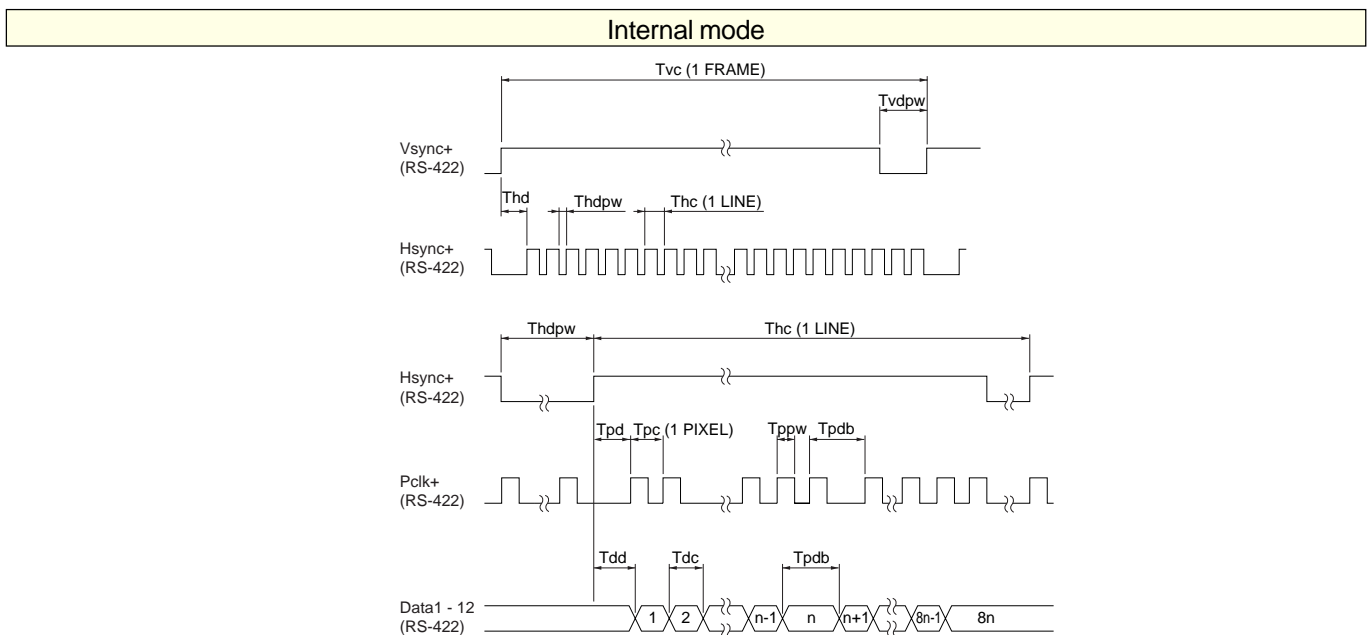 Internal mode
Tvc (1 FRAME)
Tvdpw
Vsync+
(RS-422)
Thd
Thdpw
Thc (1 LINE)
Hsync+
(RS-422)
Thdpw
Thc (1 LINE)
Hsync+
(RS-422)
Tpd
Tpc (1 PIXEL)
Tppw
Tpdb
Pclk+
(RS-422)
Tdd
Tdc
Tpdb
Data1 - 12
(RS-422)
1
2
n-1
n
n+1
8n-1
8n